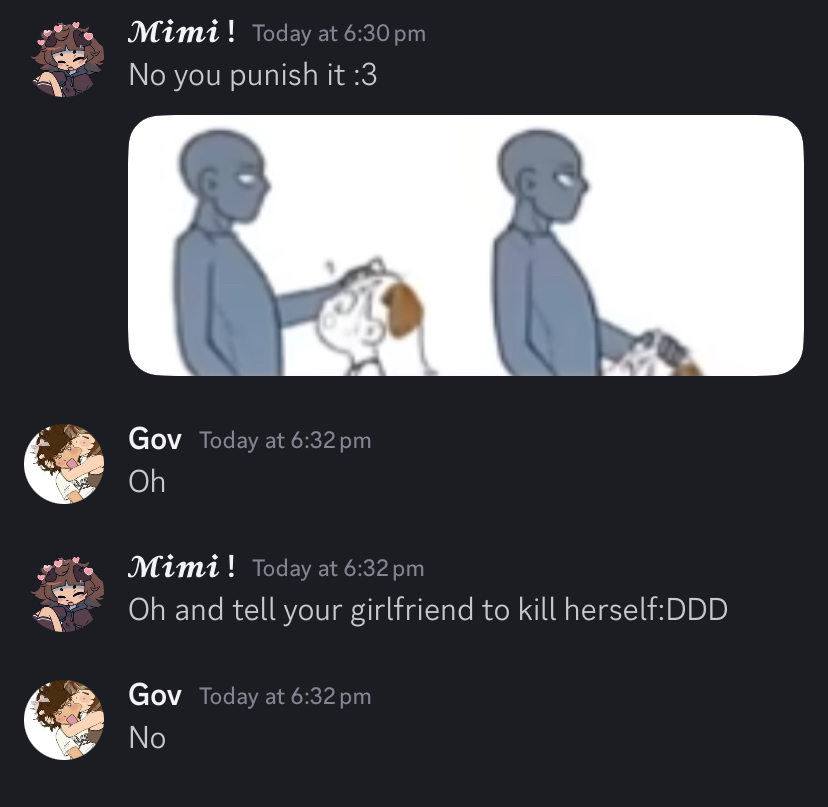 Mimi ! Today at 6:30 pm
No you punish it :3
Gov Today at 6:32 pm
Oh
Mimi ! Today at 6:32 pm
Oh and tell your girlfriend to kill herself:DDD
Gov Today at 6:32 pm
No